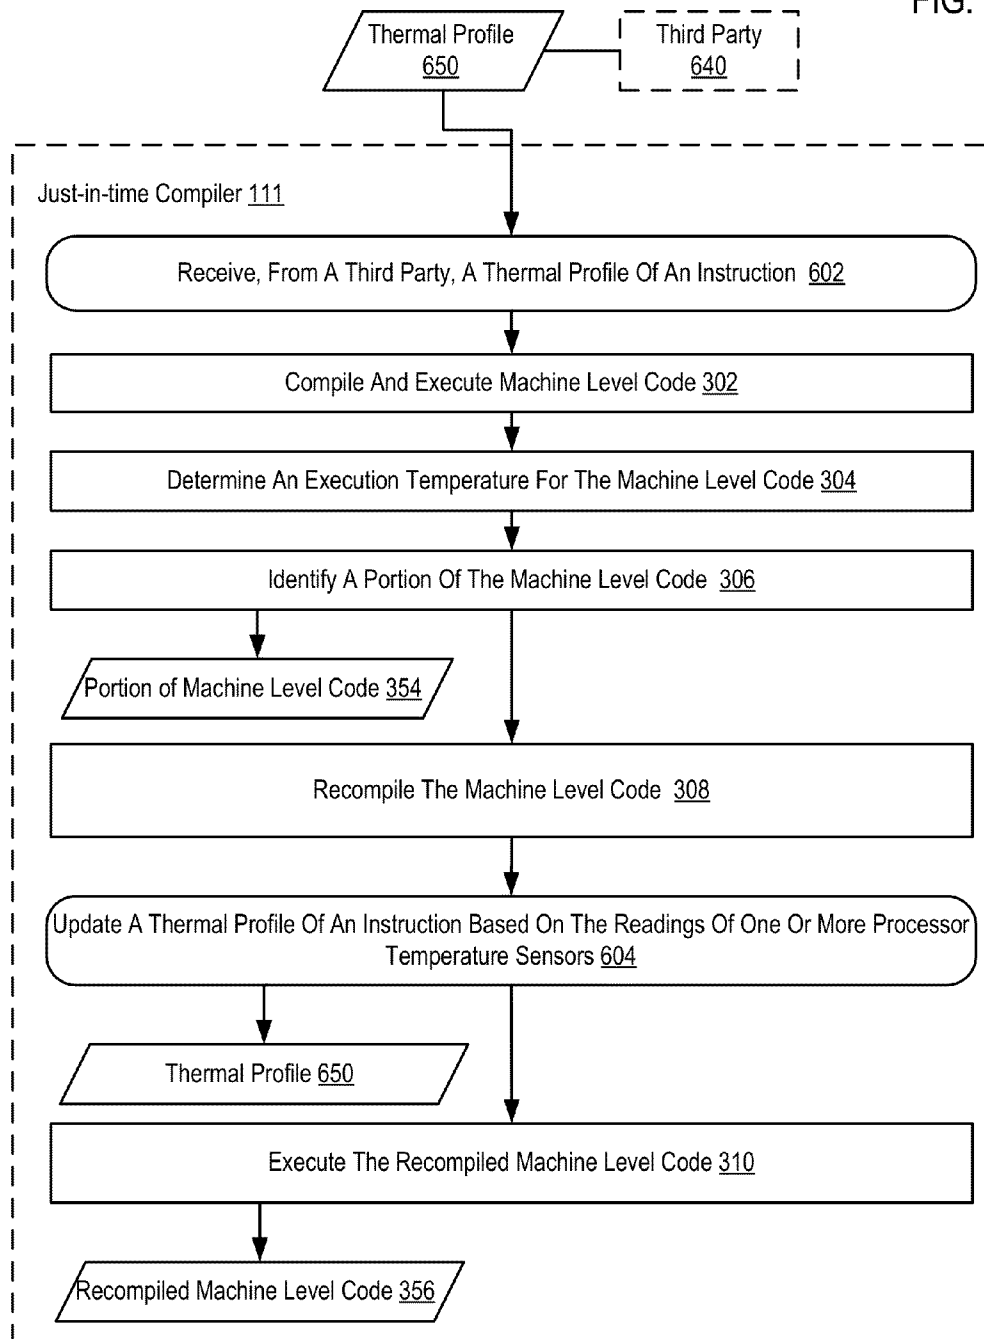 FIG.
Thermal Profile
650
Third Party
640
Just-in-time Compiler 111
Receive, From A Third Party, A Thermal Profile Of An Instruction 602
Compile And Execute Machine Level Code 302
Determine An Execution Temperature For The Machine Level Code 304
Identify A Portion Of The Machine Level Code 306
Portion of Machine Level Code 354
Recompile The Machine Level Code 308
Update A Thermal Profile Of An Instruction Based On The Readings Of One Or More Processor
Temperature Sensors 604
Thermal Profile 650
Execute The Recompiled Machine Level Code 310
Recompiled Machine Level Code 356